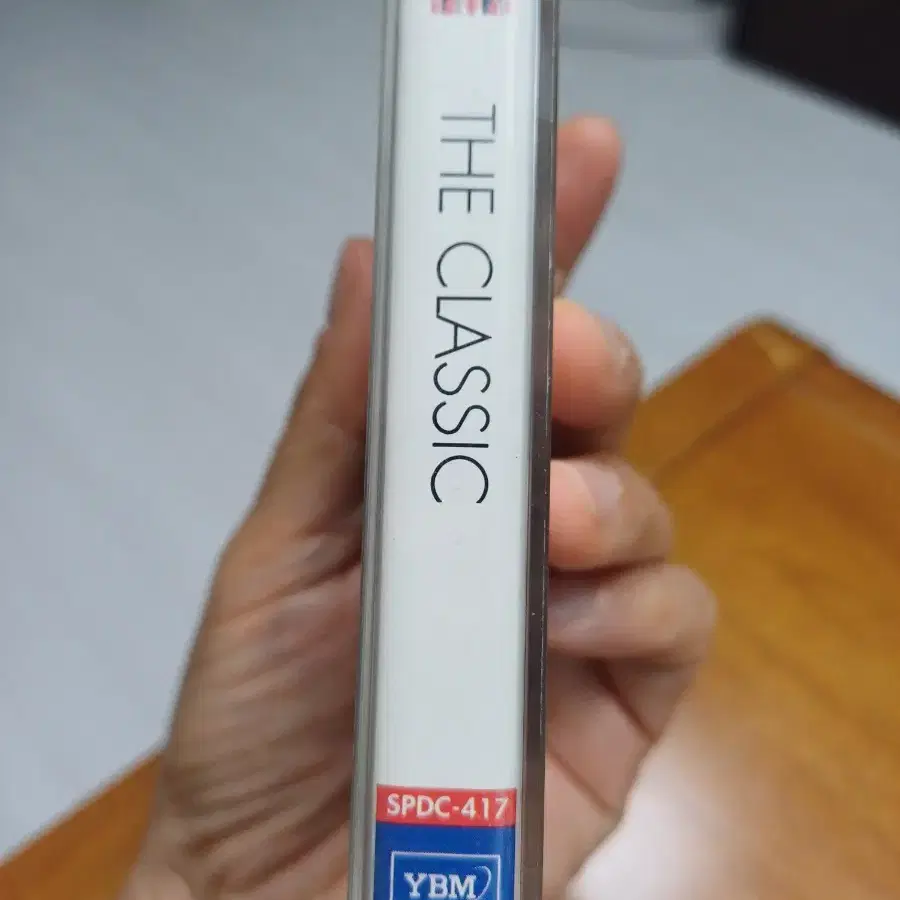 THE CLASSIC
SPDC-417
YBM